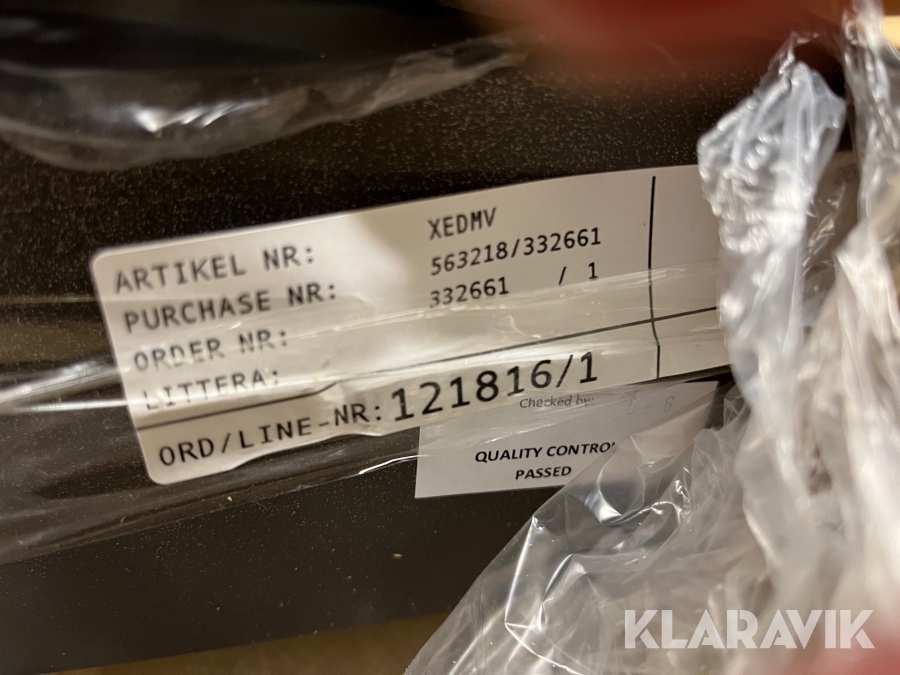 ARTIKEL NR: XEDMV
PURCHASE NR: 563218/332661
ORDER NR: 332661 / 1
LITTERA:
ORD/LINE-NR: 121816/1
Checked by:
QUALITY CONTROL
PASSED
KLARAVIK